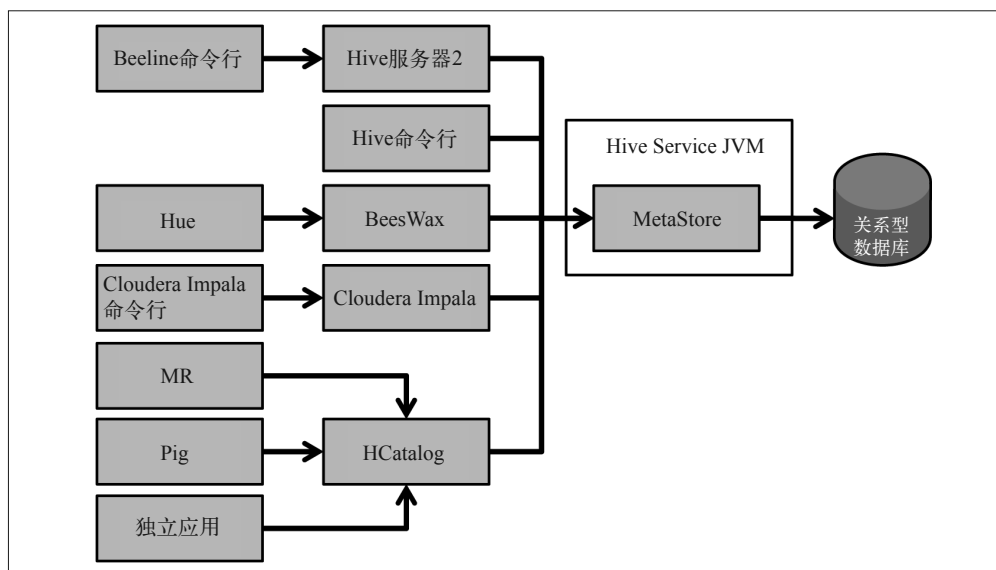 Beeline命令行
Hive服务器2
Hive命令行
Hive Service JVM
Hue
BeesWax
MetaStore
关系型
数据库
Cloudera Impala
命令行
Cloudera Impala
MR
Pig
HCatalog
独立应用